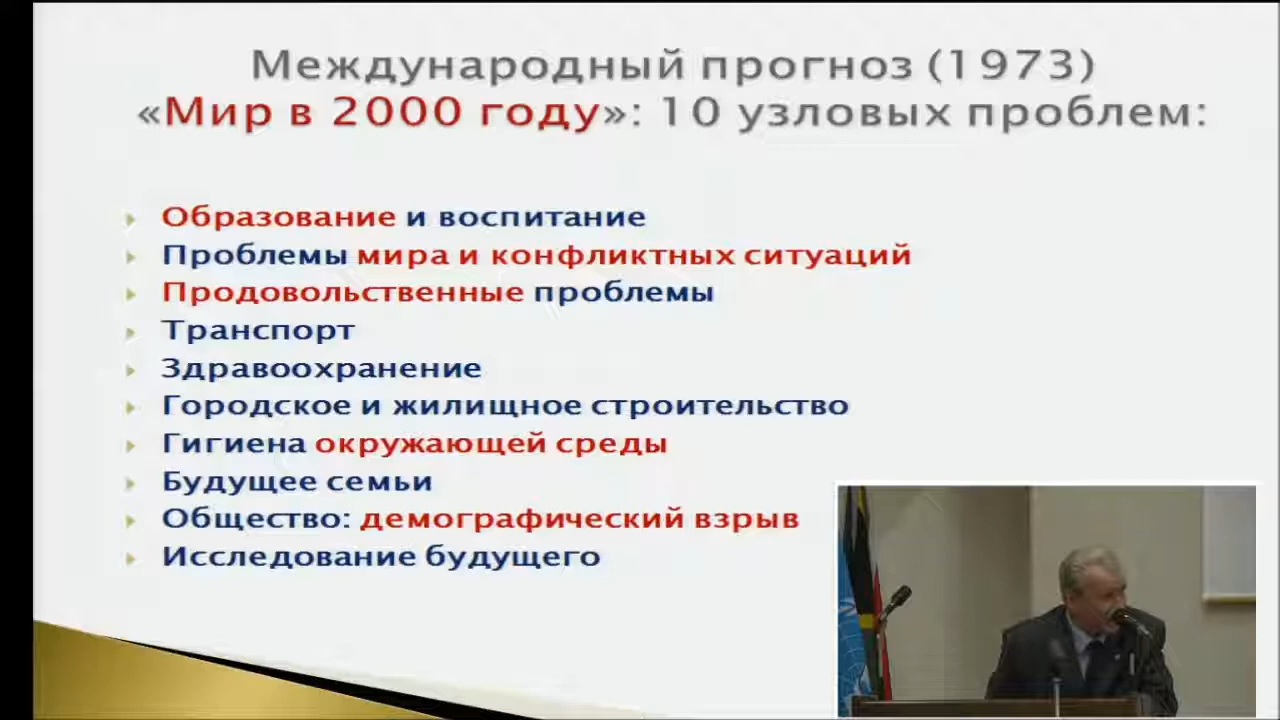 Международный прогноз (1973)
«Мир в 2000 году»: 10 узловых проблем:
Образование и воспитание
Проблемы мира и конфликтных ситуаций
Продовольственные проблемы
Транспорт
Здравоохранение
Городское и жилищное строительство
Гигиена окружающей среды
Будущее семьи
Общество: демографический взрыв
Исследование будущего